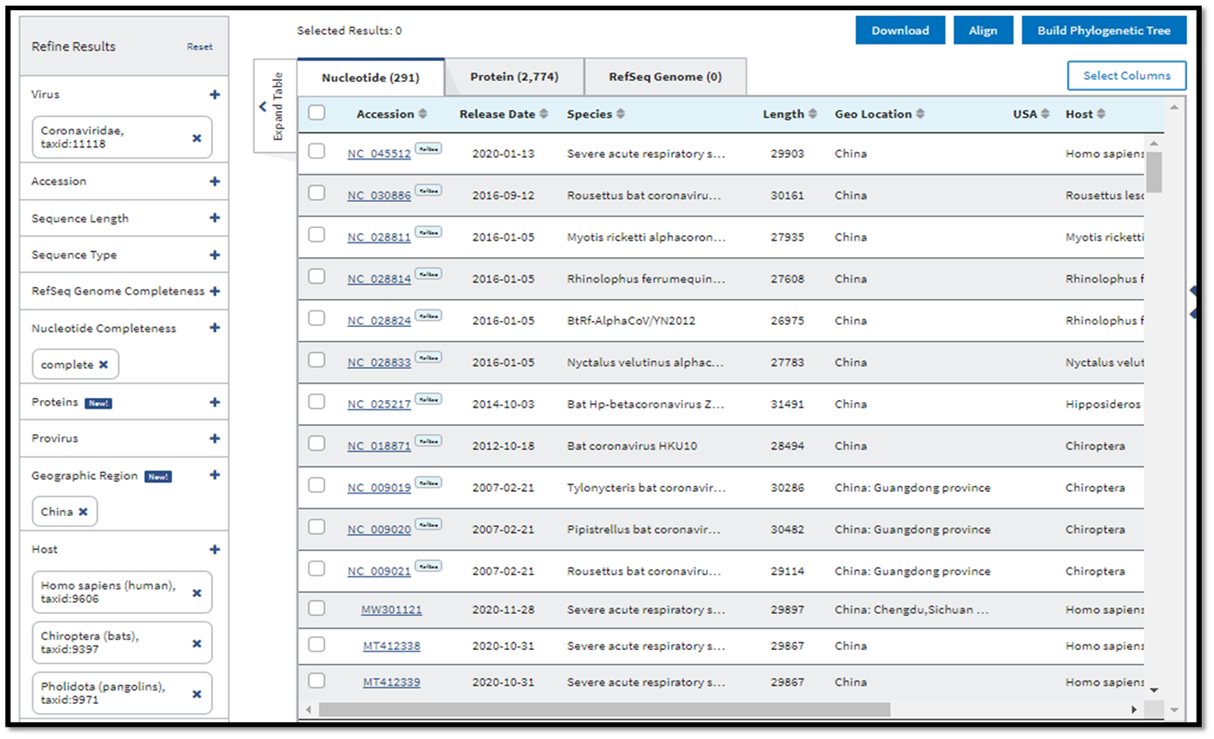 Selected Results: 0
Download
Align
Build Phylogenetic Tree
Refine Results Reset
Virus
Coronaviridae,
taxid:11118
Accession
Sequence Length
Sequence Type
RefSeq Genome Completeness
Nucleotide Completeness
complete
Proteins New!
Provirus
Geographic Region New!
China
Host
Homo sapiens (human),
taxid:9606
Chiroptera (bats),
taxid:9397
Pholidota (pangolins),
taxid:9971
Expand Table
Nucleotide (291) Protein (2,774) RefSeq Genome (0)
Select Columns
Accession Release Date Species Length Geo Location USA Host
NC_045512 RefSeq 2020-01-13 Severe acute respiratory s... 29903 China Homo sapiens
NC_030886 RefSeq 2016-09-12 Rousettus bat coronaviru... 30161 China Rousettus lesc
NC_028811 RefSeq 2016-01-05 Myotis ricketti alphacoron... 27935 China Myotis ricketti
NC_028814 RefSeq 2016-01-05 Rhinolophus ferrumequin... 27608 China Rhinolophus f
NC_028824 RefSeq 2016-01-05 BtRf-AlphaCoV/YN2012 26975 China Rhinolophus f
NC_028833 RefSeq 2016-01-05 Nyctalus velutinus alphac... 27783 China Nyctalus velut
NC_025217 RefSeq 2014-10-03 Bat Hp-betacoronavirus Z... 31491 China Hipposideros
NC_018871 RefSeq 2012-10-18 Bat coronavirus HKU10 28494 China Chiroptera
NC_009019 RefSeq 2007-02-21 Tylonycteris bat coronavir... 30286 China: Guangdong province Chiroptera
NC_009020 RefSeq 2007-02-21 Pipistrellus bat coronavir... 30482 China: Guangdong province Chiroptera
NC_009021 RefSeq 2007-02-21 Rousettus bat coronaviru... 29114 China: Guangdong province Chiroptera
MW301121 2020-11-28 Severe acute respiratory s... 29897 China: Chengdu,Sichuan ... Homo sapiens
MT412338 2020-10-31 Severe acute respiratory s... 29867 China Homo sapiens
MT412339 2020-10-31 Severe acute respiratory s... 29867 China Homo sapiens